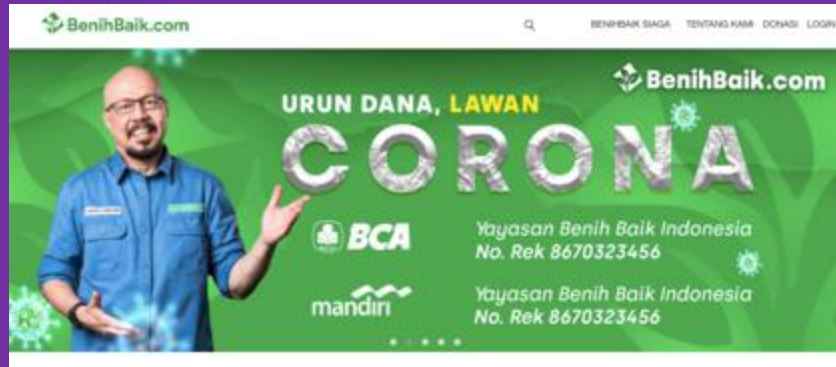 BenihBaik.com
BENIHBAIK SIAGA TENTANG KAMI DONASI LOGIN
BenihBaik.com
URUN DANA, LAWAN
CORONA
BCA
Yayasan Benih Baik Indonesia
No. Rek 8670323456
mandiri
Yayasan Benih Baik Indonesia
No. Rek 8670323456